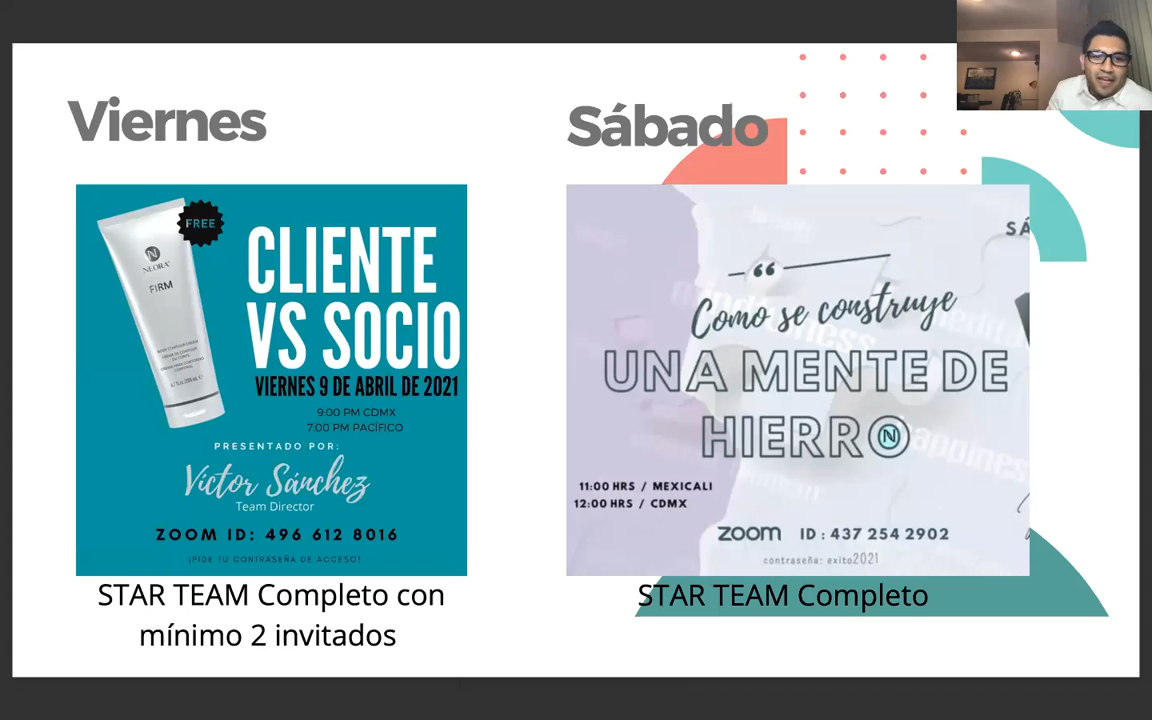 Viernes
FREE
NEORA
FIRM
CLIENTE
VS SOCIO
VIERNES 9 DE ABRIL DE 2021
9:00 PM CDMX
7:00 PM PACÍFICO
PRESENTADO POR:
Víctor Sánchez
Team Director
ZOOM ID: 496 612 8016
¡PIDE TU CONTRASEÑA DE ACCESO!
STAR TEAM Completo con
mínimo 2 invitados
Sábado
SÁ
“
Como se construye
UNA MENTE DE
HIERRO
N
11:00 HRS / MEXICALI
12:00 HRS / CDMX
zoom ID : 437 254 2902
contraseña: exito2021
STAR TEAM Completo